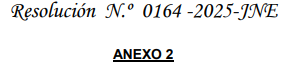 Resolución N.º 0164 -2025-JNE
ANEXO 2